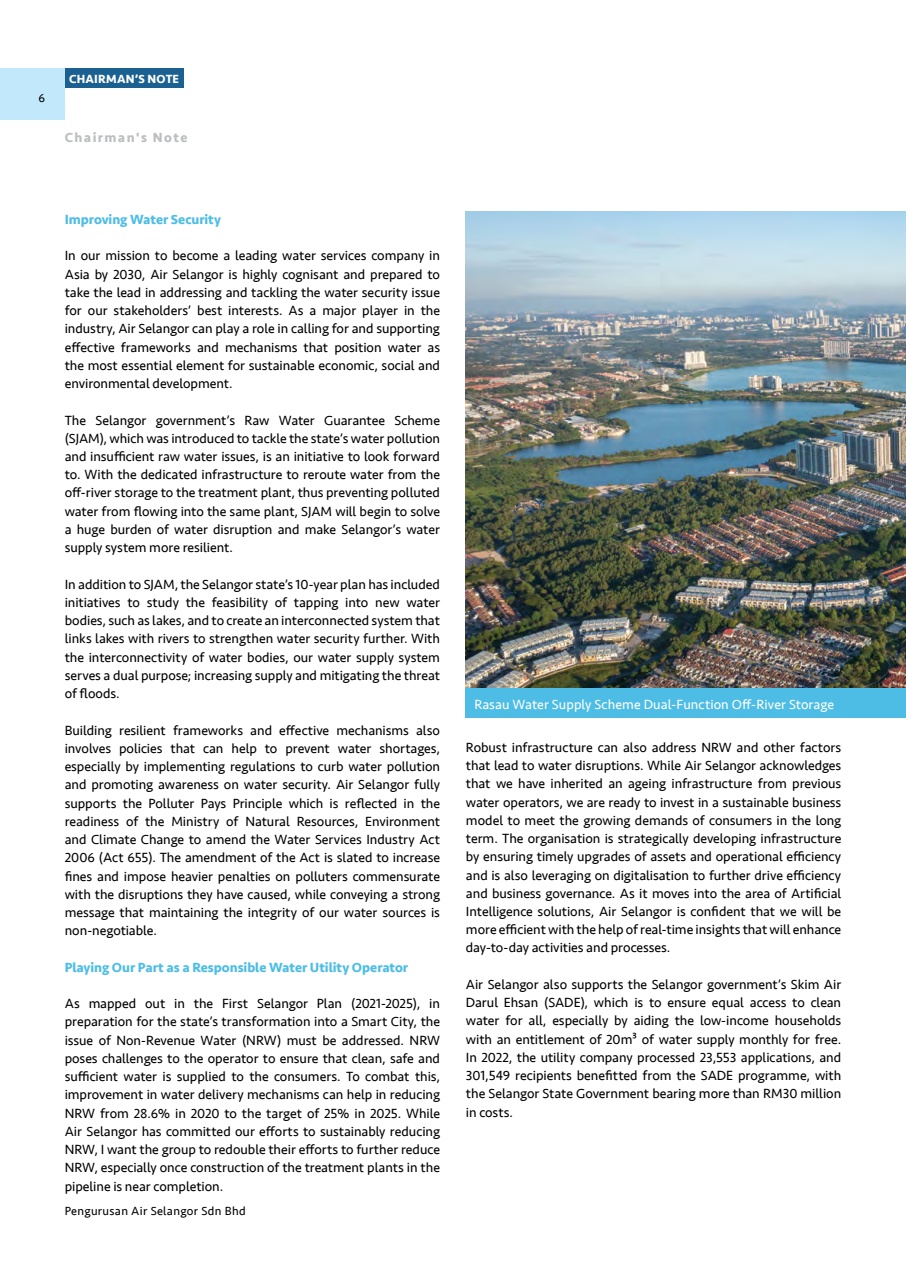 CHAIRMAN'S NOTE
6
Chairman's Note
Improving Water Security
In our mission to become a leading water services company in
Asia by 2030, Air Selangor is highly cognisant and prepared to
take the lead in addressing and tackling the water security issue
for our stakeholders' best interests. As a major player in the
industry, Air Selangor can play a role in calling for and supporting
effective frameworks and mechanisms that position water as
the most essential element for sustainable economic, social and
environmental development.
The Selangor government's Raw Water Guarantee Scheme
(SJAM), which was introduced to tackle the state's water pollution
and insufficient raw water issues, is an initiative to look forward
to. With the dedicated infrastructure to reroute water from the
off-river storage to the treatment plant, thus preventing polluted
water from flowing into the same plant, SJAM will begin to solve
a huge burden of water disruption and make Selangor's water
supply system more resilient.
In addition to SJAM, the Selangor state's 10-year plan has included
initiatives to study the feasibility of tapping into new water
bodies, such as lakes, and to create an interconnected system that
links lakes with rivers to strengthen water security further. With
the interconnectivity of water bodies, our water supply system
serves a dual purpose; increasing supply and mitigating the threat
of floods.
Building resilient frameworks and effective mechanisms also
involves policies that can help to prevent water shortages,
especially by implementing regulations to curb water pollution
and promoting awareness on water security. Air Selangor fully
supports the Polluter Pays Principle which is reflected in the
readiness of the Ministry of Natural Resources, Environment
and Climate Change to amend the Water Services Industry Act
2006 (Act 655). The amendment of the Act is slated to increase
fines and impose heavier penalties on polluters commensurate
with the disruptions they have caused, while conveying a strong
message that maintaining the integrity of our water sources is
non-negotiable.
Playing Our Part as a Responsible Water Utility Operator
As mapped out in the First Selangor Plan (2021-2025), in
preparation for the state's transformation into a Smart City, the
issue of Non-Revenue Water (NRW) must be addressed. NRW
poses challenges to the operator to ensure that clean, safe and
sufficient water is supplied to the consumers. To combat this,
improvement in water delivery mechanisms can help in reducing
NRW from 28.6% in 2020 to the target of 25% in 2025. While
Air Selangor has committed our efforts to sustainably reducing
NRW, I want the group to redouble their efforts to further reduce
NRW, especially once construction of the treatment plants in the
pipeline is near completion.
Rasau Water Supply Scheme Dual-Function Off-River Storage
Robust infrastructure can also address NRW and other factors
that lead to water disruptions. While Air Selangor acknowledges
that we have inherited an ageing infrastructure from previous
water operators, we are ready to invest in a sustainable business
model to meet the growing demands of consumers in the long
term. The organisation is strategically developing infrastructure
by ensuring timely upgrades of assets and operational efficiency
and is also leveraging on digitalisation to further drive efficiency
and business governance. As it moves into the area of Artificial
Intelligence solutions, Air Selangor is confident that we will be
more efficient with the help of real-time insights that will enhance
day-to-day activities and processes.
Air Selangor also supports the Selangor government's Skim Air
Darul Ehsan (SADE), which is to ensure equal access to clean
water for all, especially by aiding the low-income households
with an entitlement of 20m³ of water supply monthly for free.
In 2022, the utility company processed 23,553 applications, and
301,549 recipients benefitted from the SADE programme, with
the Selangor State Government bearing more than RM30 million
in costs.
Pengurusan Air Selangor Sdn Bhd